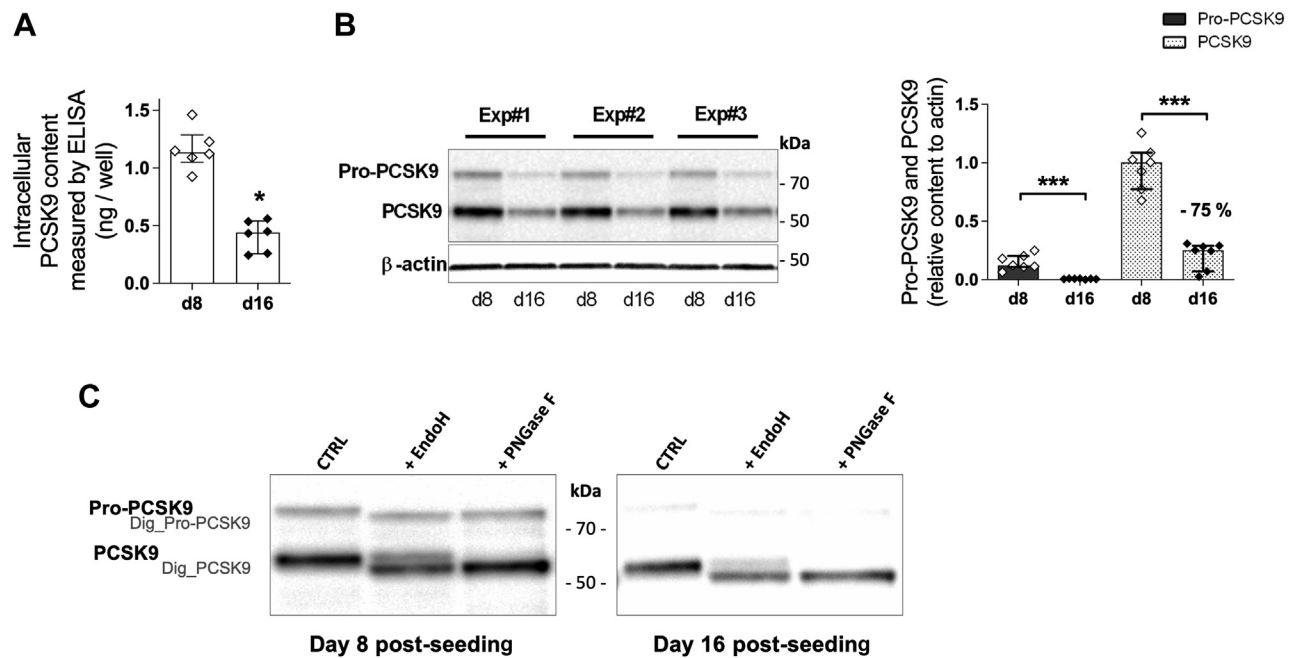 A
Intracellular
PCSK9 content
measured by ELISA
(ng / well)
1.5
1.0
0.5
0.0
*
d8
d16
B
Exp#1 Exp#2 Exp#3
kDa
Pro-PCSK9
- 70
PCSK9
- 50
β-actin
- 50
d8 d16 d8 d16 d8 d16
Pro-PCSK9
PCSK9
Pro-PCSK9 and PCSK9
(relative content to actin)
1.5
1.0
0.5
0.0
***
***
- 75 %
d8 d16 d8 d16
C
CTRL
+ EndoH
+ PNGase F
CTRL
+ EndoH
+ PNGase F
kDa
Pro-PCSK9
Dig_Pro-PCSK9
- 70 -
PCSK9
Dig_PCSK9
- 50 -
Day 8 post-seeding
Day 16 post-seeding